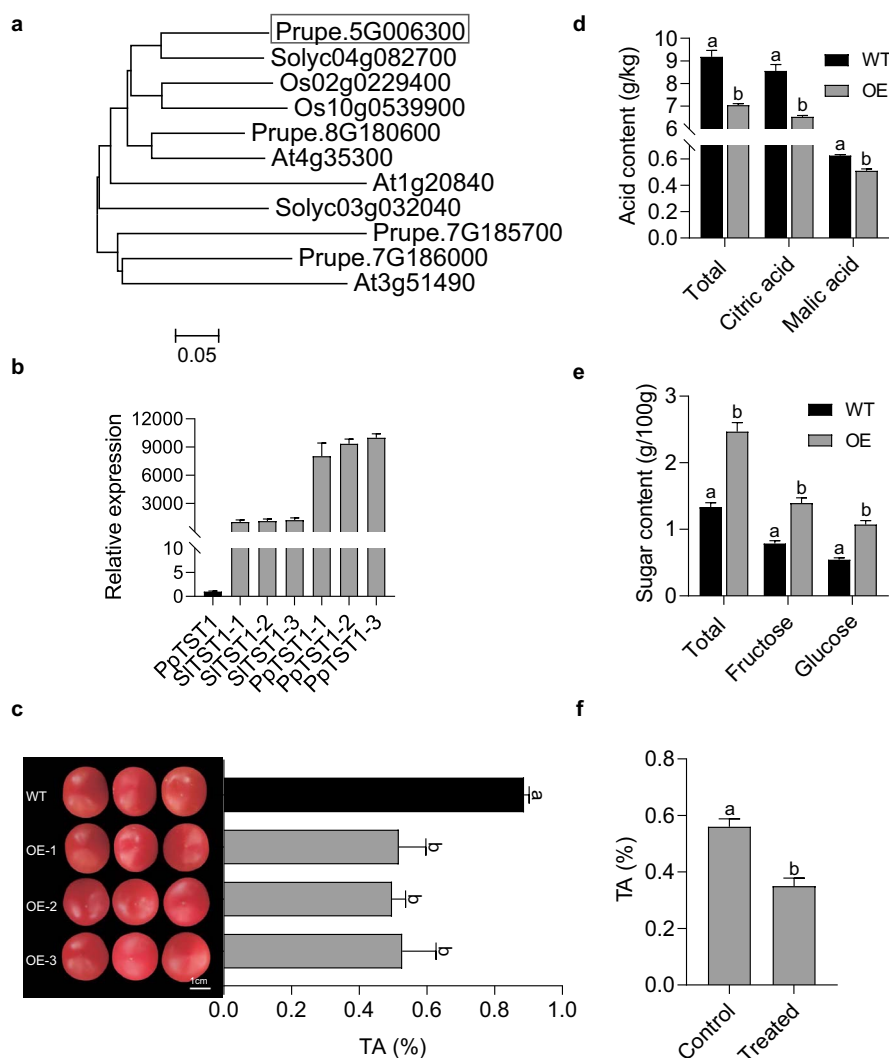 a
Prupe.5G006300
Solyc04g082700
Os02g0229400
Os10g0539900
Prupe.8G180600
At4g35300
At1g20840
Solyc03g032040
Prupe.7G185700
Prupe.7G186000
At3g51490
0.05
b
Relative expression
12000
9000
6000
3000
10
5
0
PpTST1
SlTST1-1
SlTST1-2
SlTST1-3
PpTST1-1
PpTST1-2
PpTST1-3
c
WT
OE-1
OE-2
OE-3
1cm
a
b
b
b
0.0 0.2 0.4 0.6 0.8 1.0
TA (%)
d
Acid content (g/kg)
10
9
8
7
6
0.6
0.4
0.2
0.0
a
b
a
b
a
b
WT
OE
Total
Citric acid
Malic acid
e
Sugar content (g/100g)
3
2
1
0
a
b
a
b
a
b
WT
OE
Total
Fructose
Glucose
f
TA (%)
0.8
0.6
0.4
0.2
0.0
a
b
Control
Treated